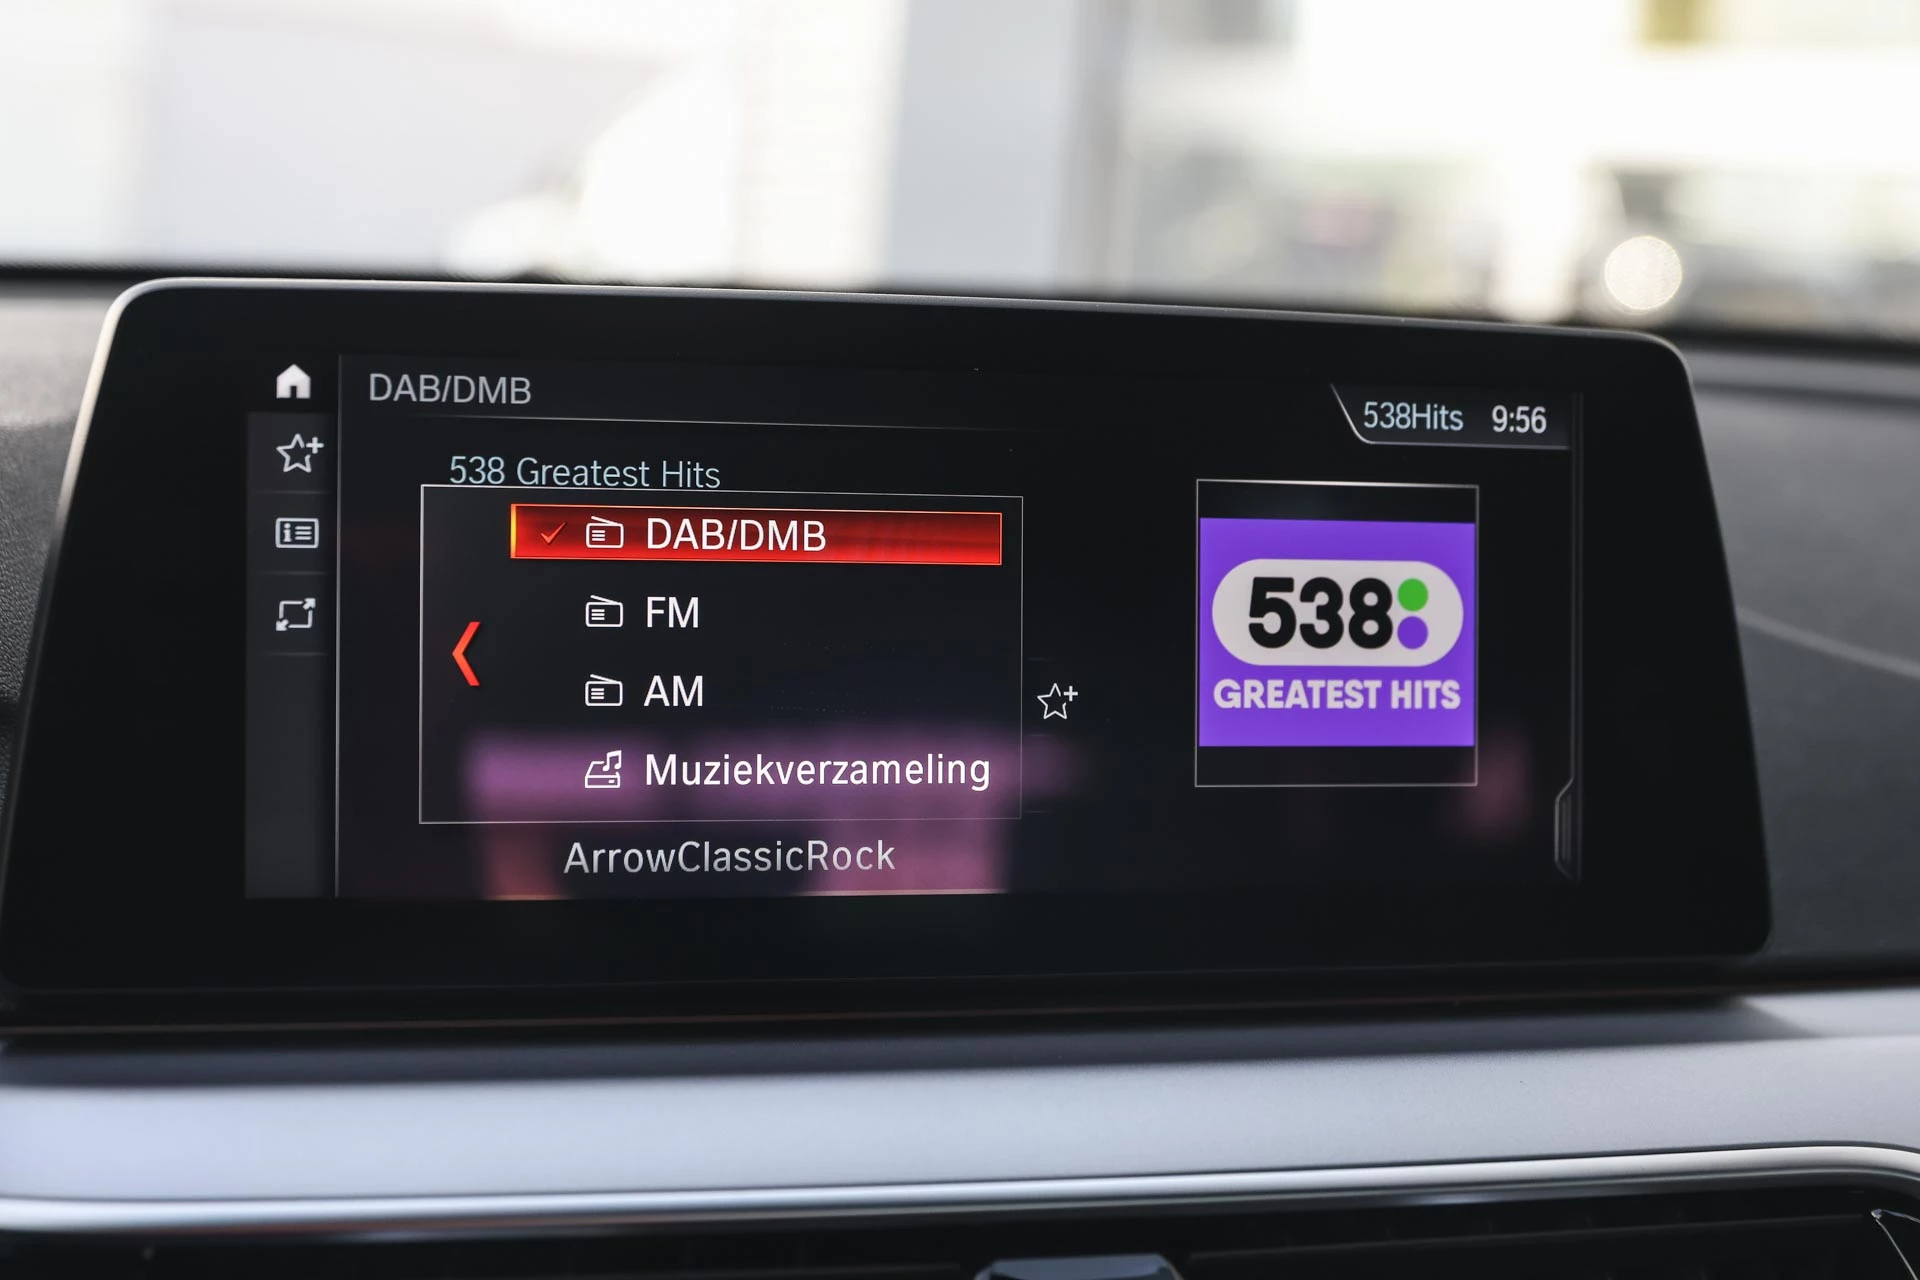 DAB/DMB
538Hits 9:56
538 Greatest Hits
DAB/DMB
FM
AM
Muziekverzameling
ArrowClassicRock
538
GREATEST HITS